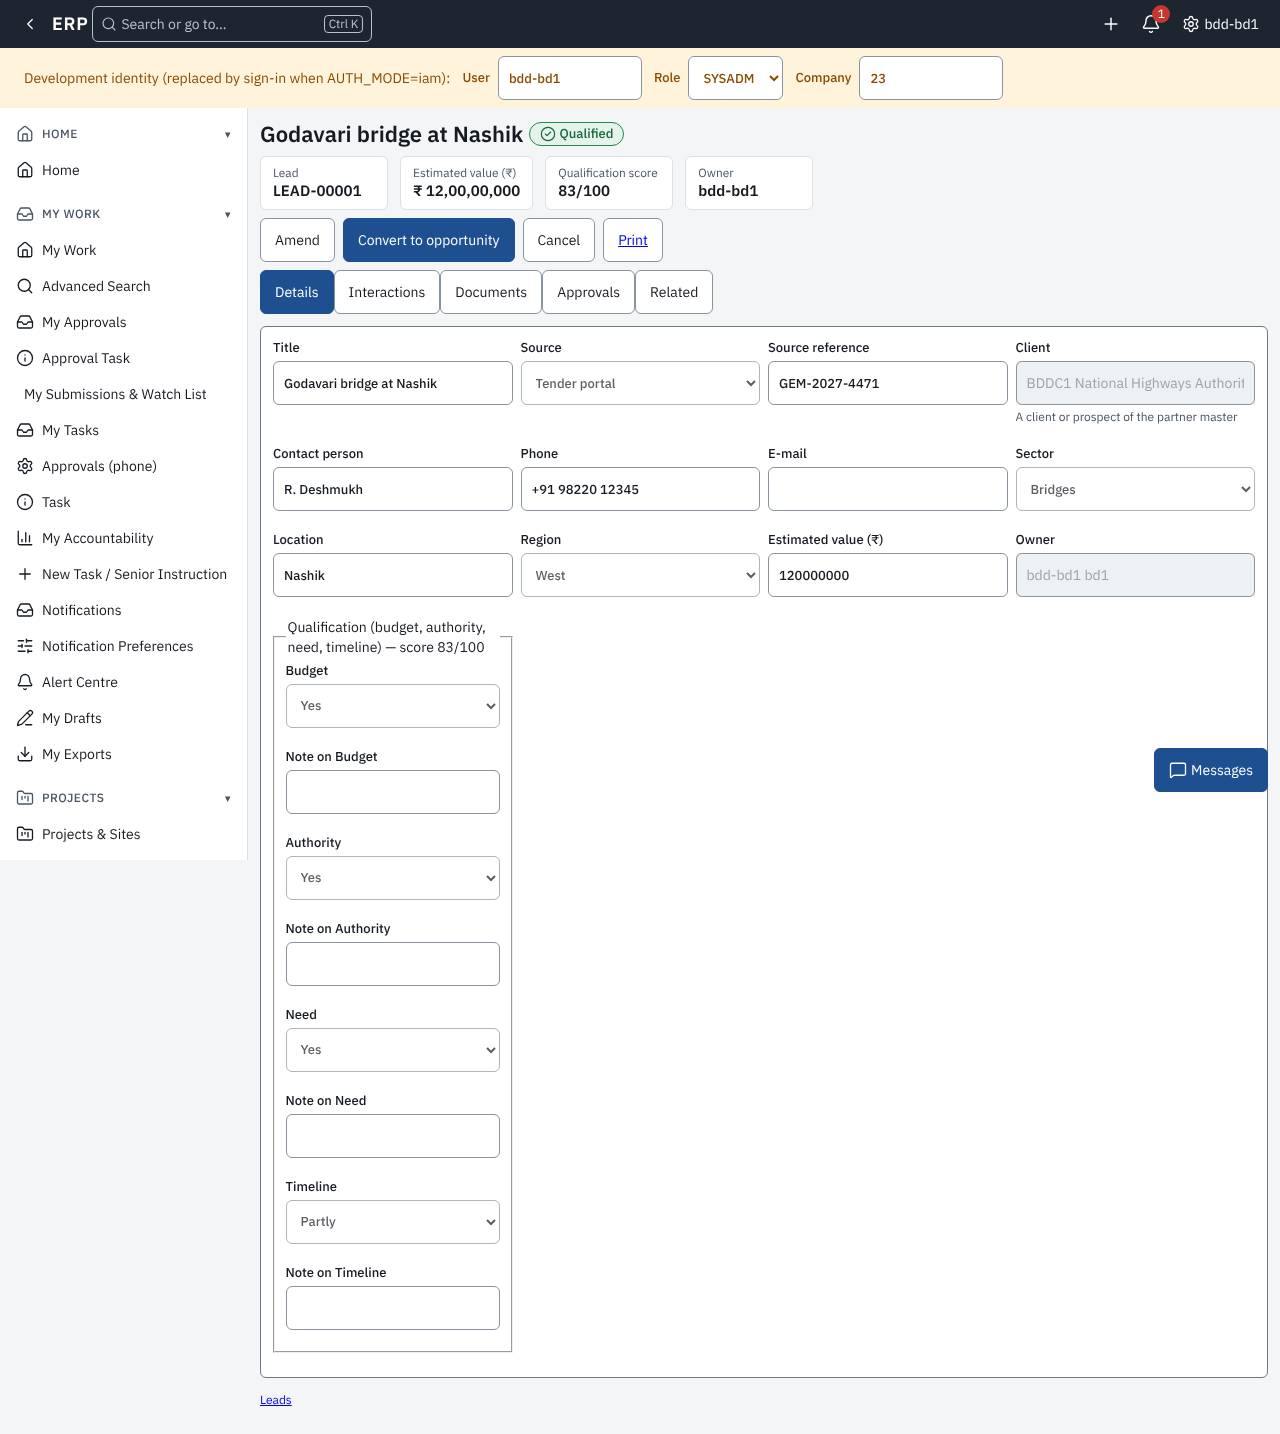 ERP
Search or go to...
Ctrl K
1
bdd-bd1
Development identity (replaced by sign-in when AUTH_MODE=iam):
User
bdd-bd1
Role
SYSADM
Company
23
HOME
Home
MY WORK
My Work
Advanced Search
My Approvals
Approval Task
My Submissions & Watch List
My Tasks
Approvals (phone)
Task
My Accountability
New Task / Senior Instruction
Notifications
Notification Preferences
Alert Centre
My Drafts
My Exports
PROJECTS
Projects & Sites
Godavari bridge at Nashik
Qualified
Lead
LEAD-00001
Estimated value (₹)
₹ 12,00,00,000
Qualification score
83/100
Owner
bdd-bd1
Amend
Convert to opportunity
Cancel
Print
Details
Interactions
Documents
Approvals
Related
Title
Godavari bridge at Nashik
Source
Tender portal
Source reference
GEM-2027-4471
Client
BDDC1 National Highways Authorit
A client or prospect of the partner master
Contact person
R. Deshmukh
Phone
+91 98220 12345
E-mail
Sector
Bridges
Location
Nashik
Region
West
Estimated value (₹)
120000000
Owner
bdd-bd1 bd1
Qualification (budget, authority,
need, timeline) — score 83/100
Budget
Yes
Note on Budget
Authority
Yes
Note on Authority
Need
Yes
Note on Need
Timeline
Partly
Note on Timeline
Messages
Leads